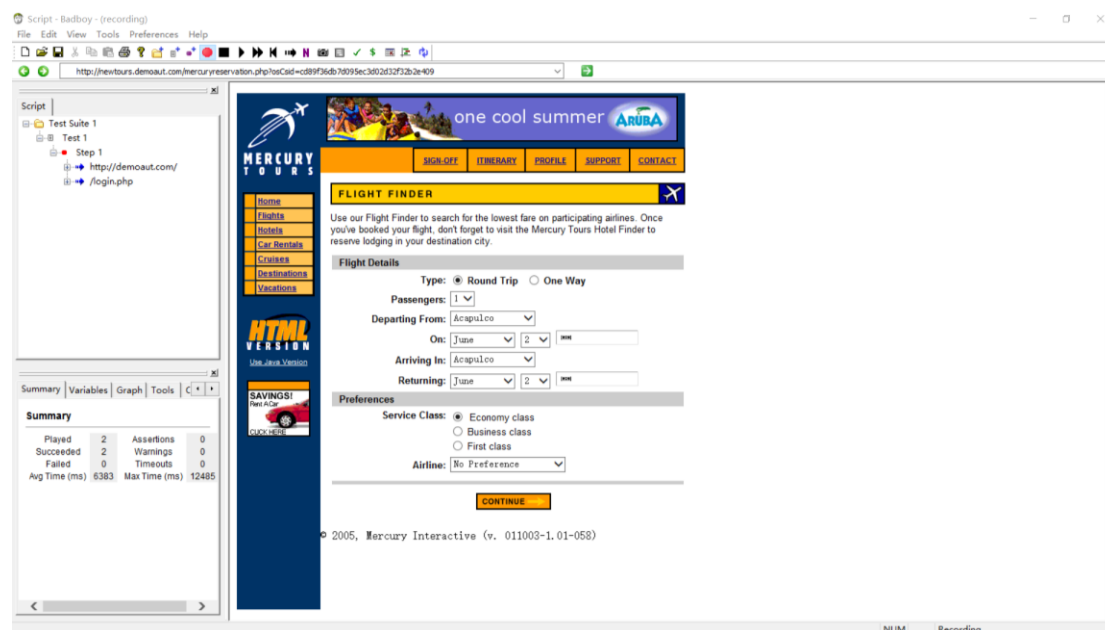 Script - Badboy - (recording)
File Edit View Tools Preferences Help
http://newtours.demoaut.com/mercuryreservation.php?osCsid=cd89f36db7d095ec3d02d32f32b2e409
Script
Test Suite 1
Test 1
Step 1
http://demoaut.com/
/login.php
Summary Variables Graph Tools C
Summary
Played 2 Assertions 0
Succeeded 2 Warnings 0
Failed 0 Timeouts 0
Avg Time (ms) 6383 Max Time (ms) 12485
MERCURY
TOURS
one cool summer ARUBA
SIGN-OFF ITINERARY PROFILE SUPPORT CONTACT
Home
Flights
Hotels
Car Rentals
Cruises
Destinations
Vacations
HTML
VERSION
Use Java Version
SAVINGS!
Rent A Car
CLICK HERE
FLIGHT FINDER
Use our Flight Finder to search for the lowest fare on participating airlines. Once
you've booked your flight, don't forget to visit the Mercury Tours Hotel Finder to
reserve lodging in your destination city.
Flight Details
Type: Round Trip One Way
Passengers: 1
Departing From: Acapulco
On: June 2
Arriving In: Acapulco
Returning: June 2
Preferences
Service Class: Economy class
Business class
First class
Airline: No Preference
CONTINUE
© 2005, Mercury Interactive (v. 011003-1.01-058)
NUM Recording